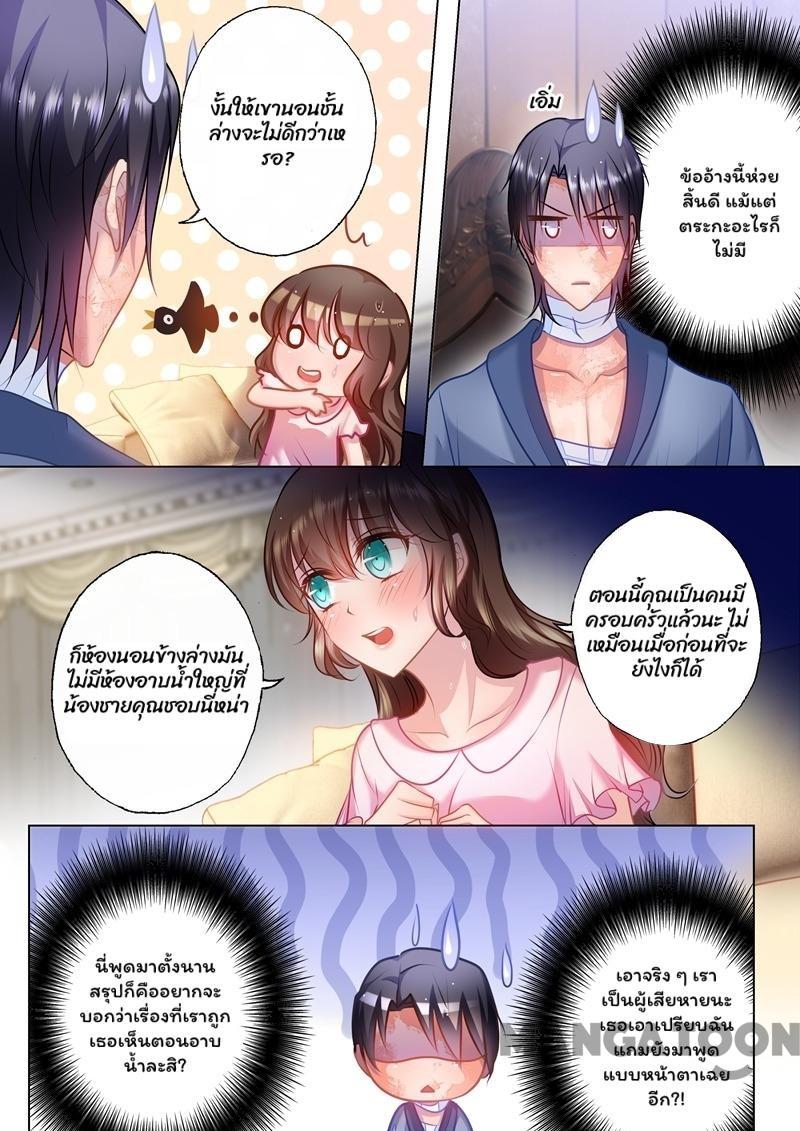 งั้นให้เขานอนชั้น
ล่างจะไม่ดีกว่าเห
รอ?
เอิ่ม
ข้ออ้างนี้ห่วย
สิ้นดี แม้แต่
ตระกะอะไรก็
ไม่มี
ตอนนี้คุณเป็นคนมี
ครอบครัวแล้วนะ ไม่
เหมือนเมื่อก่อนที่จะ
ยังไงก็ได้
ก็ห้องนอนข้างล่างมัน
ไม่มีห้องอาบน้ำใหญ่ที่
น้องชายคุณชอบนี่หน่า
นี่พูดมาตั้งนาน
สรุปก็คืออยากจะ
บอกว่าเรื่องที่เราถูก
เธอเห็นตอนอาบ
น้ำละสิ?
เอาจริง ๆ เรา
เป็นผู้เสียหายนะ
เธอเอาเปรียบฉัน
แถมยังมาพูด
แบบหน้าตาเฉย
อีก?!
MANGATOON